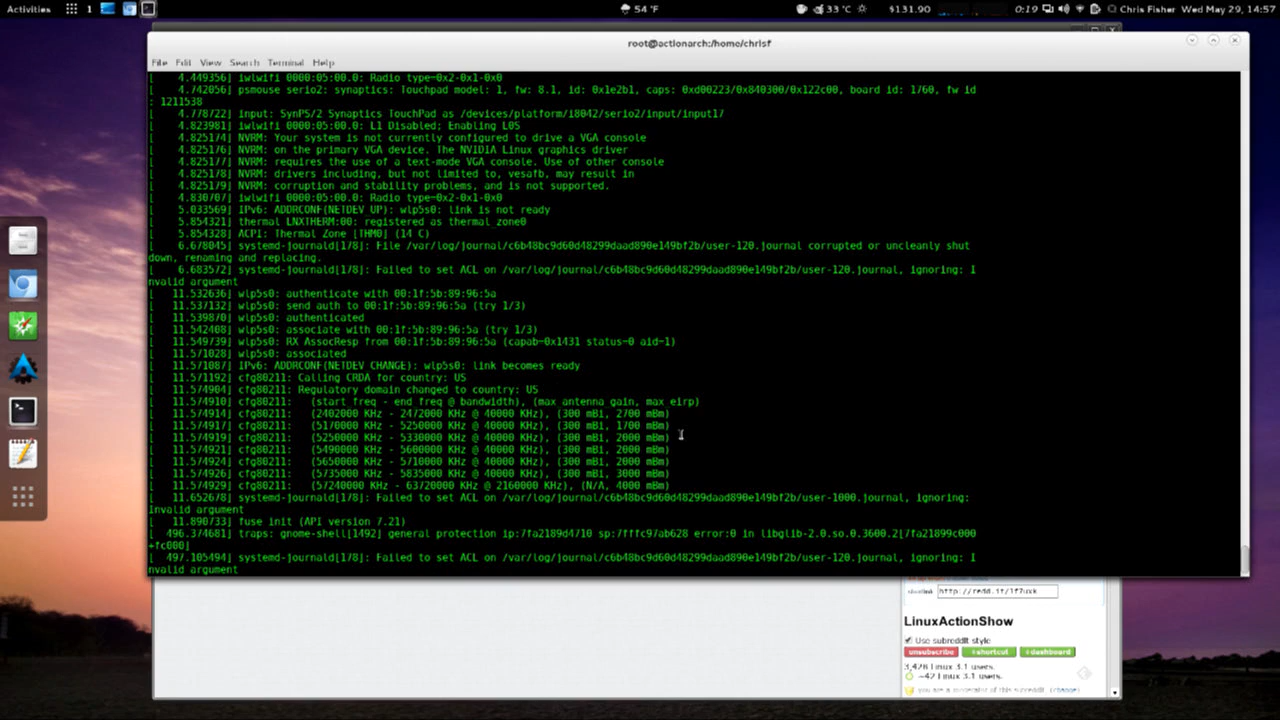 Activities 1 54 °F 33 °C $131.90 0:19 Chris Fisher Wed May 29, 14:57
root@actionarch:/home/chrisf
File Edit View Search Terminal Help
[    4.449356] iwlwifi 0000:05:00.0: Radio type=0x2-0x1-0x0
[    4.742056] psmouse serio2: synaptics: Touchpad model: 1, fw: 8.1, id: 0x1e2b1, caps: 0xd00223/0x840300/0x122c00, board id: 1760, fw id
: 1211538
[    4.778722] input: SynPS/2 Synaptics TouchPad as /devices/platform/i8042/serio2/input/input17
[    4.823981] iwlwifi 0000:05:00.0: L1 Disabled; Enabling L0S
[    4.825174] NVRM: Your system is not currently configured to drive a VGA console
[    4.825176] NVRM: on the primary VGA device. The NVIDIA Linux graphics driver
[    4.825177] NVRM: requires the use of a text-mode VGA console. Use of other console
[    4.825178] NVRM: drivers including, but not limited to, vesafb, may result in
[    4.825179] NVRM: corruption and stability problems, and is not supported.
[    4.830707] iwlwifi 0000:05:00.0: Radio type=0x2-0x1-0x0
[    5.033569] IPv6: ADDRCONF(NETDEV_UP): wlp5s0: link is not ready
[    5.854321] thermal LNXTHERM:00: registered as thermal_zone0
[    5.854328] ACPI: Thermal Zone [THM0] (14 C)
[    6.678045] systemd-journald[178]: File /var/log/journal/c6b48bc9d60d48299daad890e149bf2b/user-120.journal corrupted or uncleanly shut
down, renaming and replacing.
[    6.683572] systemd-journald[178]: Failed to set ACL on /var/log/journal/c6b48bc9d60d48299daad890e149bf2b/user-120.journal, ignoring: I
nvalid argument
[   11.532636] wlp5s0: authenticate with 00:1f:5b:89:96:5a
[   11.537132] wlp5s0: send auth to 00:1f:5b:89:96:5a (try 1/3)
[   11.539870] wlp5s0: authenticated
[   11.542408] wlp5s0: associate with 00:1f:5b:89:96:5a (try 1/3)
[   11.549739] wlp5s0: RX AssocResp from 00:1f:5b:89:96:5a (capab=0x1431 status=0 aid=1)
[   11.571028] wlp5s0: associated
[   11.571087] IPv6: ADDRCONF(NETDEV_CHANGE): wlp5s0: link becomes ready
[   11.571192] cfg80211: Calling CRDA for country: US
[   11.574904] cfg80211: Regulatory domain changed to country: US
[   11.574910] cfg80211:   (start_freq - end_freq @ bandwidth), (max_antenna_gain, max_eirp)
[   11.574914] cfg80211:   (2402000 KHz - 2472000 KHz @ 40000 KHz), (300 mBi, 2700 mBm)
[   11.574917] cfg80211:   (5170000 KHz - 5250000 KHz @ 40000 KHz), (300 mBi, 1700 mBm)
[   11.574919] cfg80211:   (5250000 KHz - 5330000 KHz @ 40000 KHz), (300 mBi, 2000 mBm)
[   11.574921] cfg80211:   (5490000 KHz - 5600000 KHz @ 40000 KHz), (300 mBi, 2000 mBm)
[   11.574924] cfg80211:   (5650000 KHz - 5710000 KHz @ 40000 KHz), (300 mBi, 2000 mBm)
[   11.574926] cfg80211:   (5735000 KHz - 5835000 KHz @ 40000 KHz), (300 mBi, 3000 mBm)
[   11.574929] cfg80211:   (57240000 KHz - 63720000 KHz @ 2160000 KHz), (N/A, 4000 mBm)
[   11.652678] systemd-journald[178]: Failed to set ACL on /var/log/journal/c6b48bc9d60d48299daad890e149bf2b/user-1000.journal, ignoring:
Invalid argument
[   11.890733] fuse init (API version 7.21)
[  496.374681] traps: gnome-shell[1492] general protection ip:7fa2189d4710 sp:7fffc97ab628 error:0 in libglib-2.0.so.0.3600.2[7fa21899c000
+fc000]
[  497.105494] systemd-journald[178]: Failed to set ACL on /var/log/journal/c6b48bc9d60d48299daad890e149bf2b/user-120.journal, ignoring: I
nvalid argument
shortlink: http://redd.it/1f7uxk
LinuxActionShow
Use subreddit style
unsubscribe +shortcut +dashboard
3,426 Linux 3.1 users.
~42 Linux 3.1 users.
you are a moderator of this subreddit. (change)